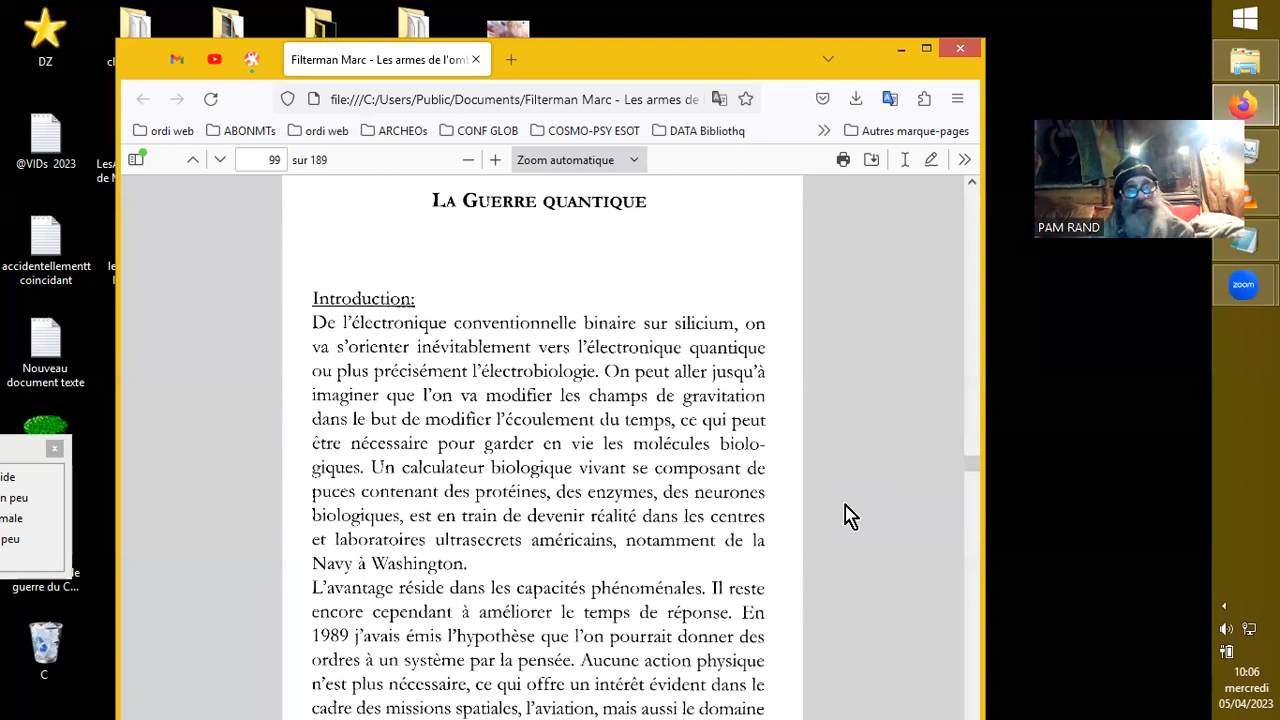 DZ
Filterman Marc - Les armes de l'om
file:///C:/Users/Public/Documents/Filterman Marc - Les armes de
ordi web
ABONMTs
ordi web
ARCHEOs
CONF GLOB
COSMO-PSY ESOT
DATA Bibliothq
Autres marque-pages
99 sur 189
Zoom automatique
@VIDs 2023
accidentellementt
coincidant
Nouveau
document texte
ide
n peu
male
peu
guerre du C...
C
LA GUERRE QUANTIQUE
Introduction:
De l'électronique conventionnelle binaire sur silicium, on
va s'orienter inévitablement vers l'électronique quantique
ou plus précisément l'électrobiologie. On peut aller jusqu'à
imaginer que l'on va modifier les champs de gravitation
dans le but de modifier l'écoulement du temps, ce qui peut
être nécessaire pour garder en vie les molécules biolo-
giques. Un calculateur biologique vivant se composant de
puces contenant des protéines, des enzymes, des neurones
biologiques, est en train de devenir réalité dans les centres
et laboratoires ultrasecrets américains, notamment de la
Navy à Washington.
L'avantage réside dans les capacités phénoménales. Il reste
encore cependant à améliorer le temps de réponse. En
1989 j'avais émis l'hypothèse que l'on pourrait donner des
ordres à un système par la pensée. Aucune action physique
n'est plus nécessaire, ce qui offre un intérêt évident dans le
cadre des missions spatiales, l'aviation, mais aussi le domaine
PAM RAND
zoom
10:06
mercredi
05/04/2023